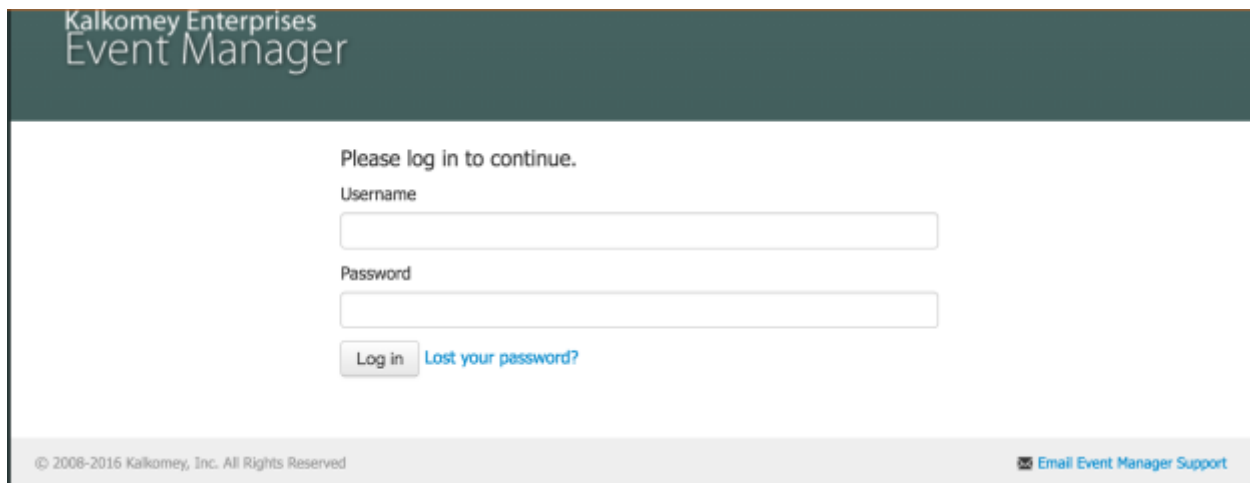 Kalkomey Enterprises
Event Manager
Please log in to continue.
Username
Password
Log in Lost your password?
© 2008-2016 Kalkomey, Inc. All Rights Reserved
Email Event Manager Support